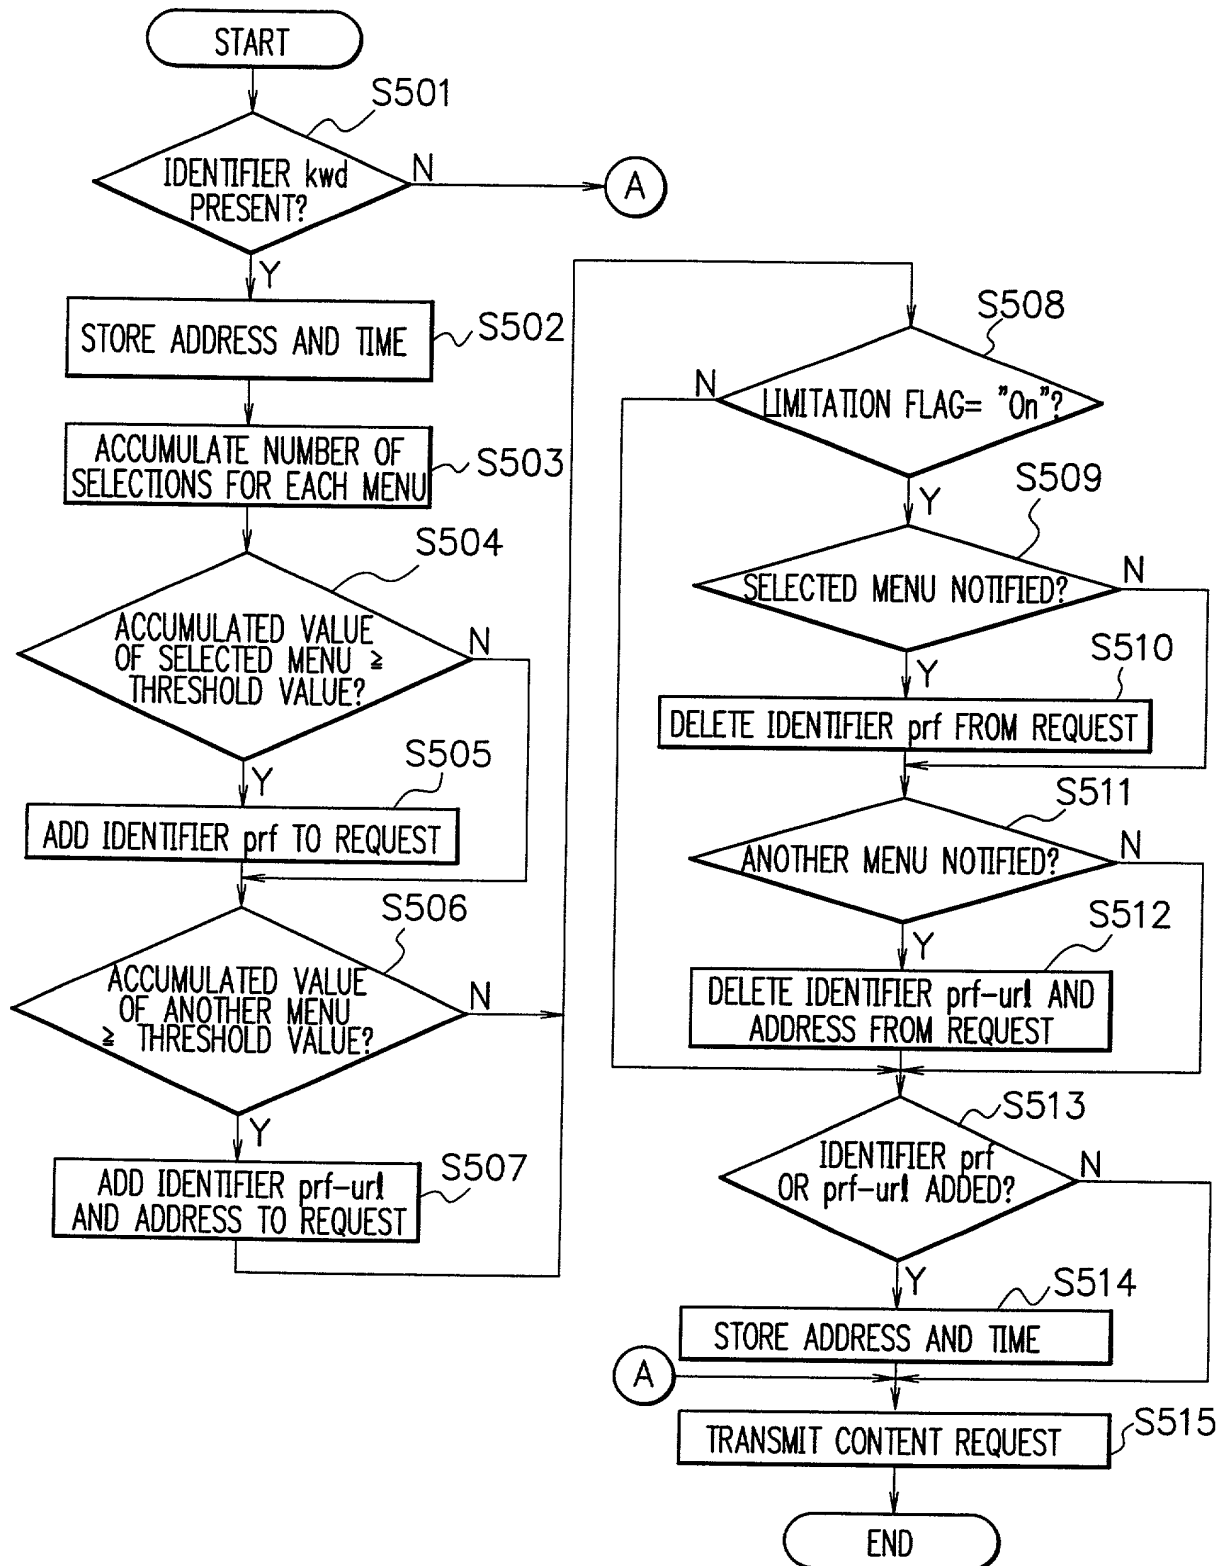 START
S501
IDENTIFIER kwd
PRESENT?
N
A
Y
S502
STORE ADDRESS AND TIME
S503
ACCUMULATE NUMBER OF
SELECTIONS FOR EACH MENU
S504
ACCUMULATED VALUE
OF SELECTED MENU ≧
THRESHOLD VALUE?
N
Y
S505
ADD IDENTIFIER prf TO REQUEST
S506
ACCUMULATED VALUE
OF ANOTHER MENU
≧ THRESHOLD VALUE?
N
Y
S507
ADD IDENTIFIER prf-url
AND ADDRESS TO REQUEST
S508
LIMITATION FLAG= "On"?
N
Y
S509
SELECTED MENU NOTIFIED?
N
Y
S510
DELETE IDENTIFIER prf FROM REQUEST
S511
ANOTHER MENU NOTIFIED?
N
Y
S512
DELETE IDENTIFIER prf-url AND
ADDRESS FROM REQUEST
S513
IDENTIFIER prf
OR prf-url ADDED?
N
Y
S514
STORE ADDRESS AND TIME
A
S515
TRANSMIT CONTENT REQUEST
END